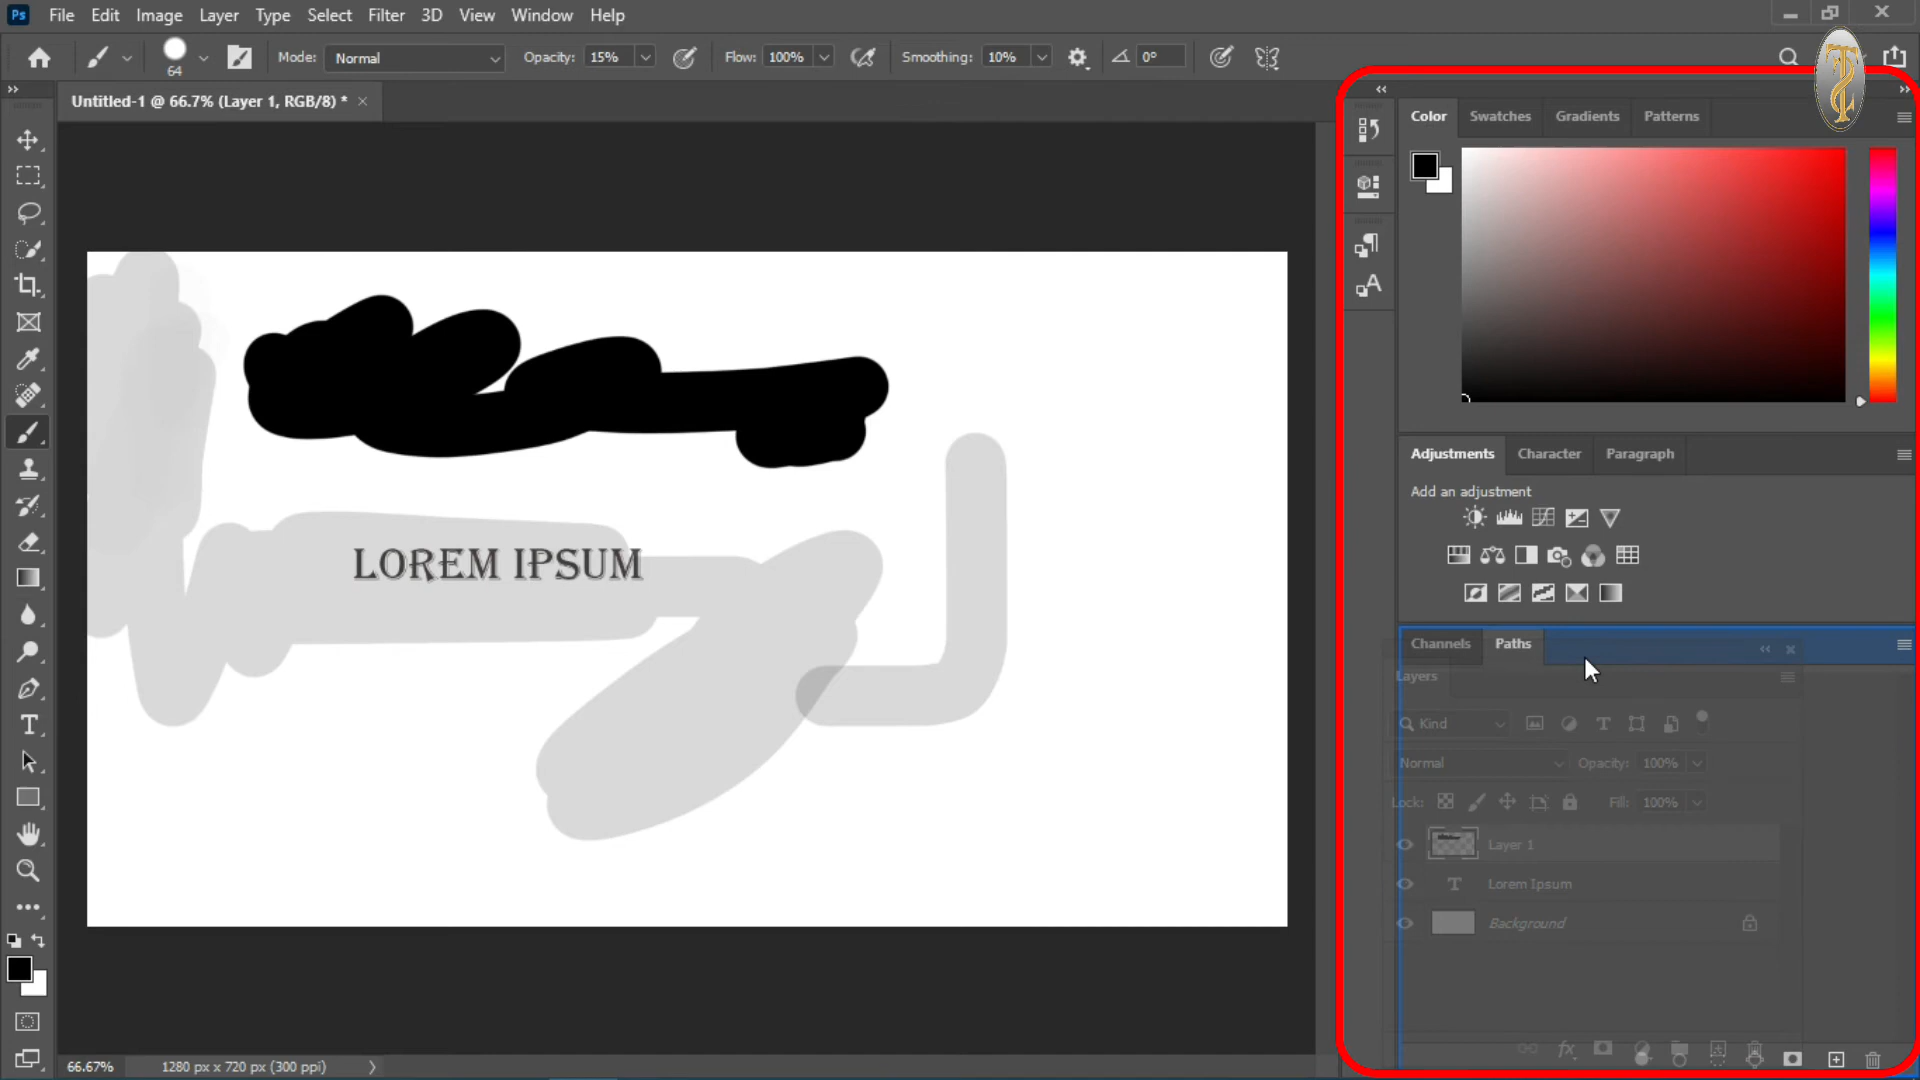 Ps File Edit Image Layer Type Select Filter 3D View Window Help
64 Mode: Normal Opacity: 15% Flow: 100% Smoothing: 10% 0°
Untitled-1 @ 66.7% (Layer 1, RGB/8) *
Color Swatches Gradients Patterns
Adjustments Character Paragraph
Add an adjustment
LOREM IPSUM
Channels Paths
Layers
Kind
Normal Opacity: 100%
Lock: Fill: 100%
Layer 1
Lorem Ipsum
Background
66.67% 1280 px x 720 px (300 ppi)